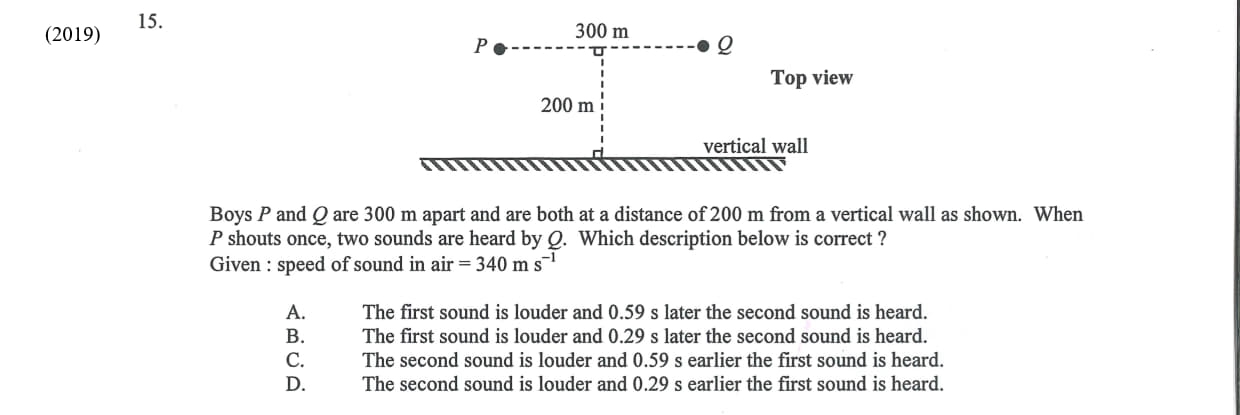 15.
(2019)
300 m
P
Q
Top view
200 m
vertical wall
Boys P and Q are 300 m apart and are both at a distance of 200 m from a vertical wall as shown. When
P shouts once, two sounds are heard by Q. Which description below is correct ?
Given : speed of sound in air = 340 m s⁻¹
A. The first sound is louder and 0.59 s later the second sound is heard.
B. The first sound is louder and 0.29 s later the second sound is heard.
C. The second sound is louder and 0.59 s earlier the first sound is heard.
D. The second sound is louder and 0.29 s earlier the first sound is heard.